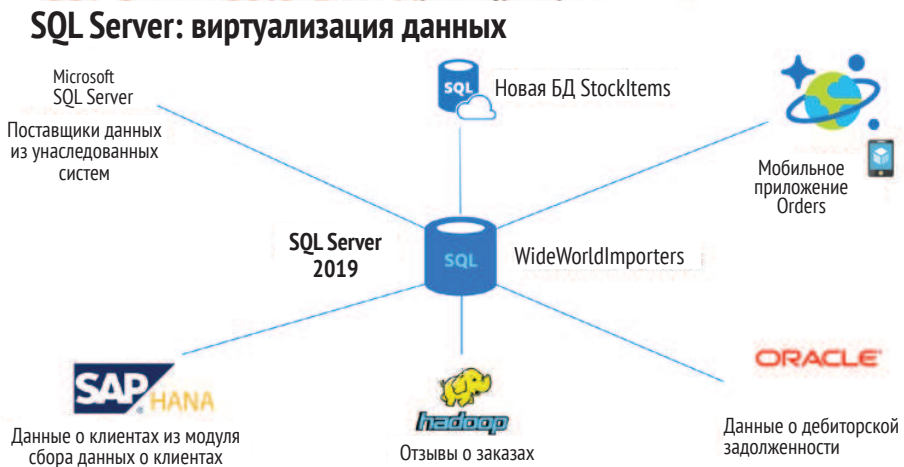 SQL Server: виртуализация данных
Microsoft
SQL Server
Поставщики данных
из унаследованных
систем
SQL
Новая БД StockItems
Мобильное
приложение
Orders
SQL Server
2019
SQL
WideWorldImporters
SAP HANA
Данные о клиентах из модуля
сбора данных о клиентах
hadoop
Отзывы о заказах
ORACLE
Данные о дебиторской
задолженности